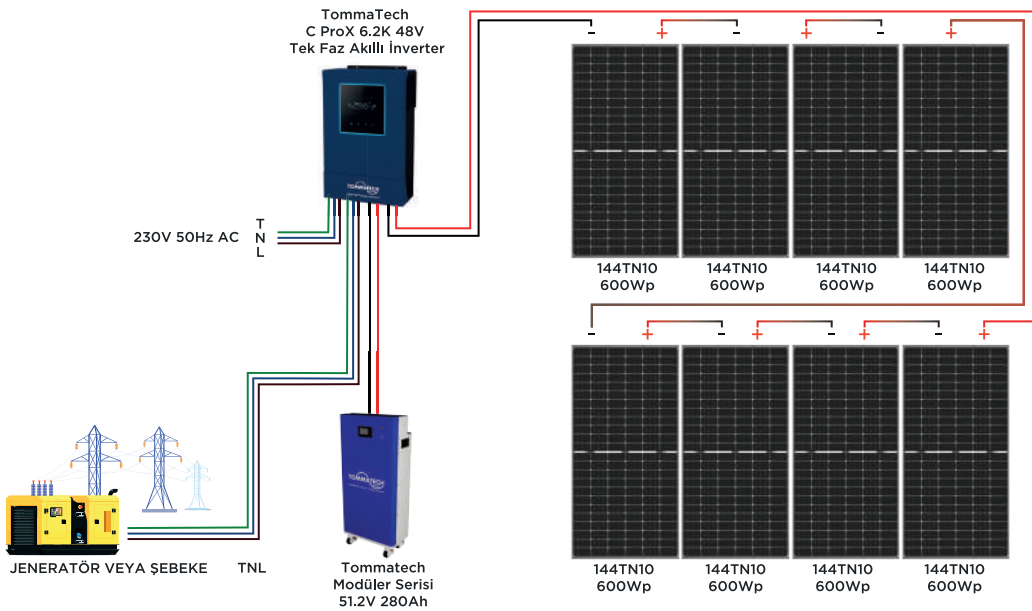 TommaTech
C ProX 6.2K 48V
Tek Faz Akıllı İnverter
TOMMATECH
230V 50Hz AC
T
N
L
- + - + - +
144TN10
600Wp
144TN10
600Wp
144TN10
600Wp
144TN10
600Wp
- + - + - + - +
144TN10
600Wp
144TN10
600Wp
144TN10
600Wp
144TN10
600Wp
TOMMATECH
JENERATÖR VEYA ŞEBEKE
TNL
Tommatech
Modüler Serisi
51.2V 280Ah